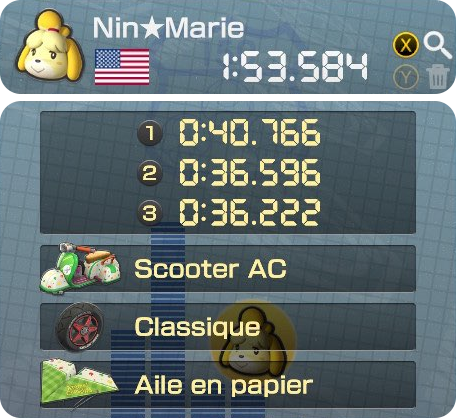 Nin★Marie
1:53.584
X
Y
1 0:40.766
2 0:36.596
3 0:36.222
Scooter AC
Classique
Aile en papier